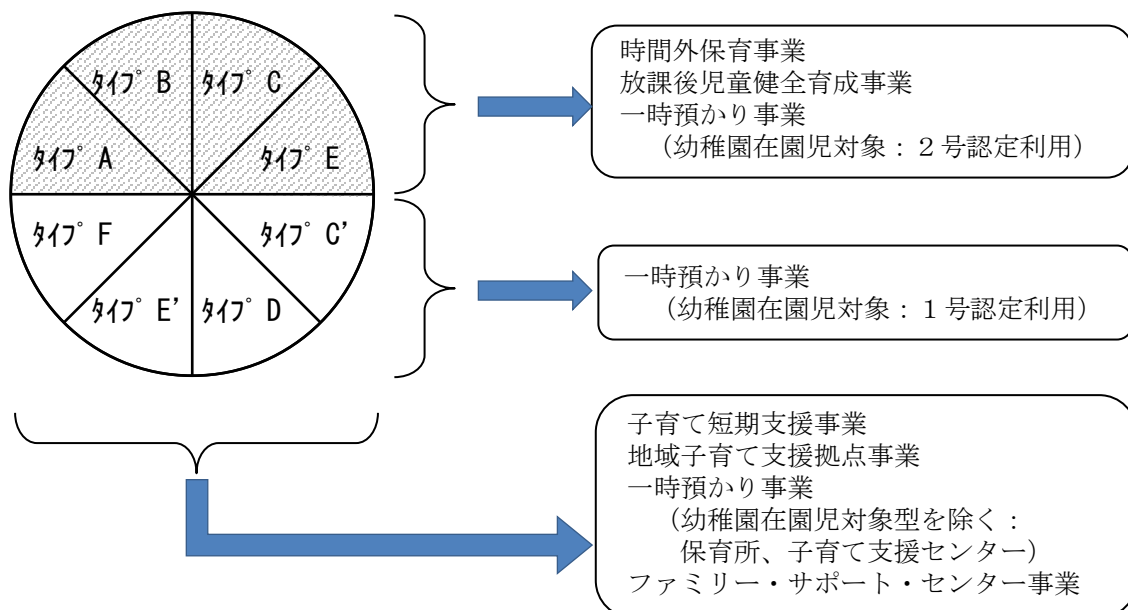 ﾀｲﾌﾟ B
ﾀｲﾌﾟ C
ﾀｲﾌﾟ A
ﾀｲﾌﾟ E
ﾀｲﾌﾟ F
ﾀｲﾌﾟ C’
ﾀｲﾌﾟ E’
ﾀｲﾌﾟ D
時間外保育事業
放課後児童健全育成事業
一時預かり事業
（幼稚園在園児対象：２号認定利用）
一時預かり事業
（幼稚園在園児対象：１号認定利用）
子育て短期支援事業
地域子育て支援拠点事業
一時預かり事業
（幼稚園在園児対象型を除く：
保育所、子育て支援センター）
ファミリー・サポート・センター事業